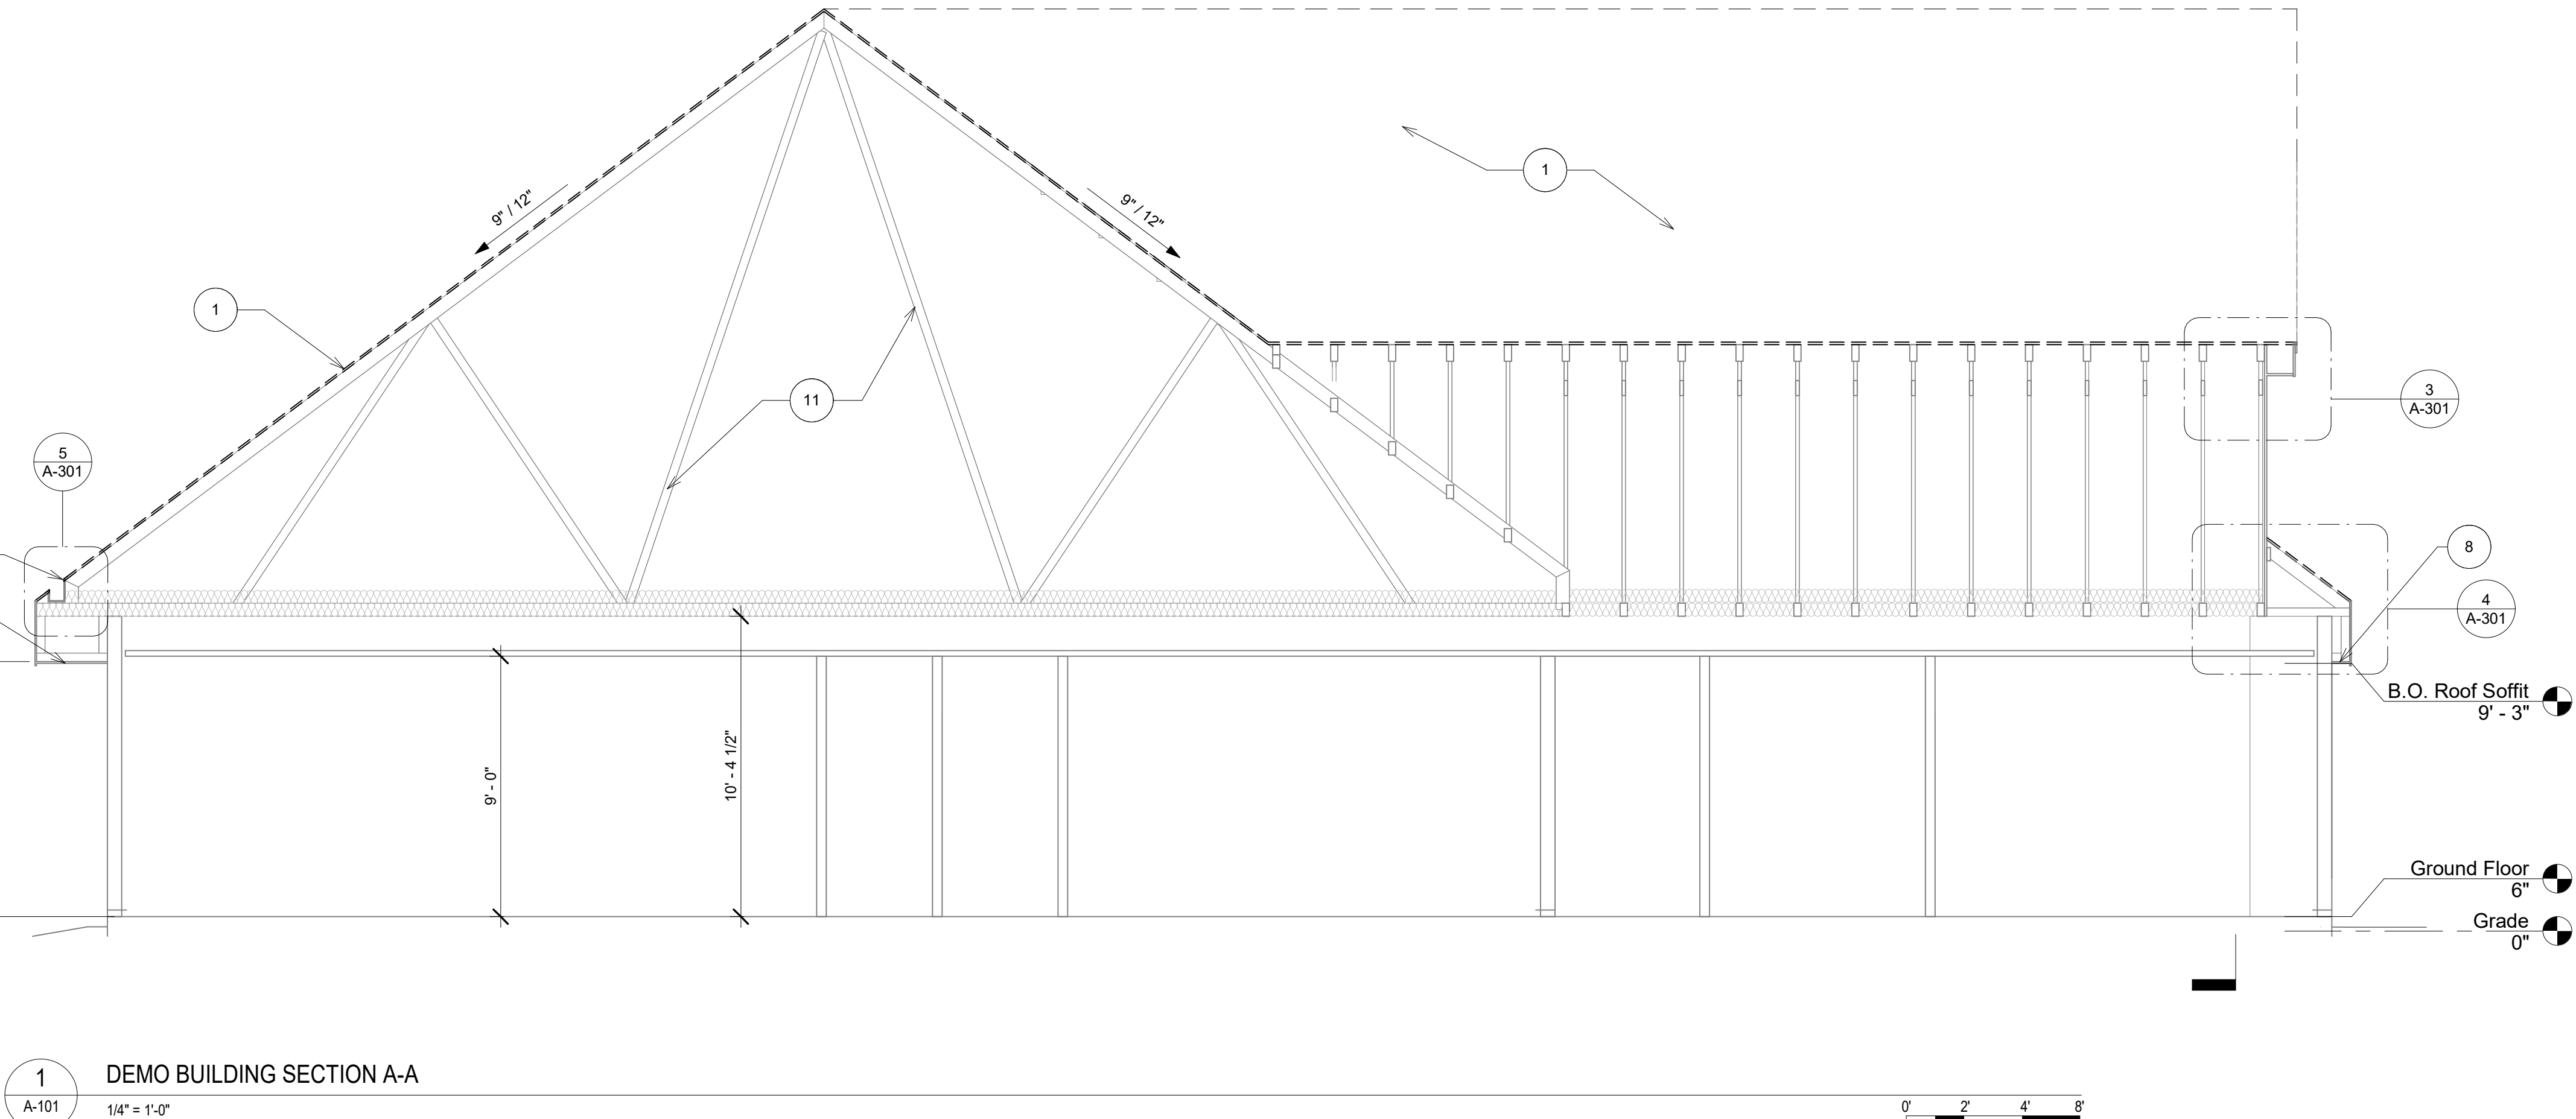 1
9" / 12"
9" / 12"
1
11
3
A-301
5
A-301
8
4
A-301
B.O. Roof Soffit
9' - 3"
9' - 0"
10' - 4 1/2"
Ground Floor
6"
Grade
0"
1
A-101
DEMO BUILDING SECTION A-A
1/4" = 1'-0"
0' 2' 4' 8'